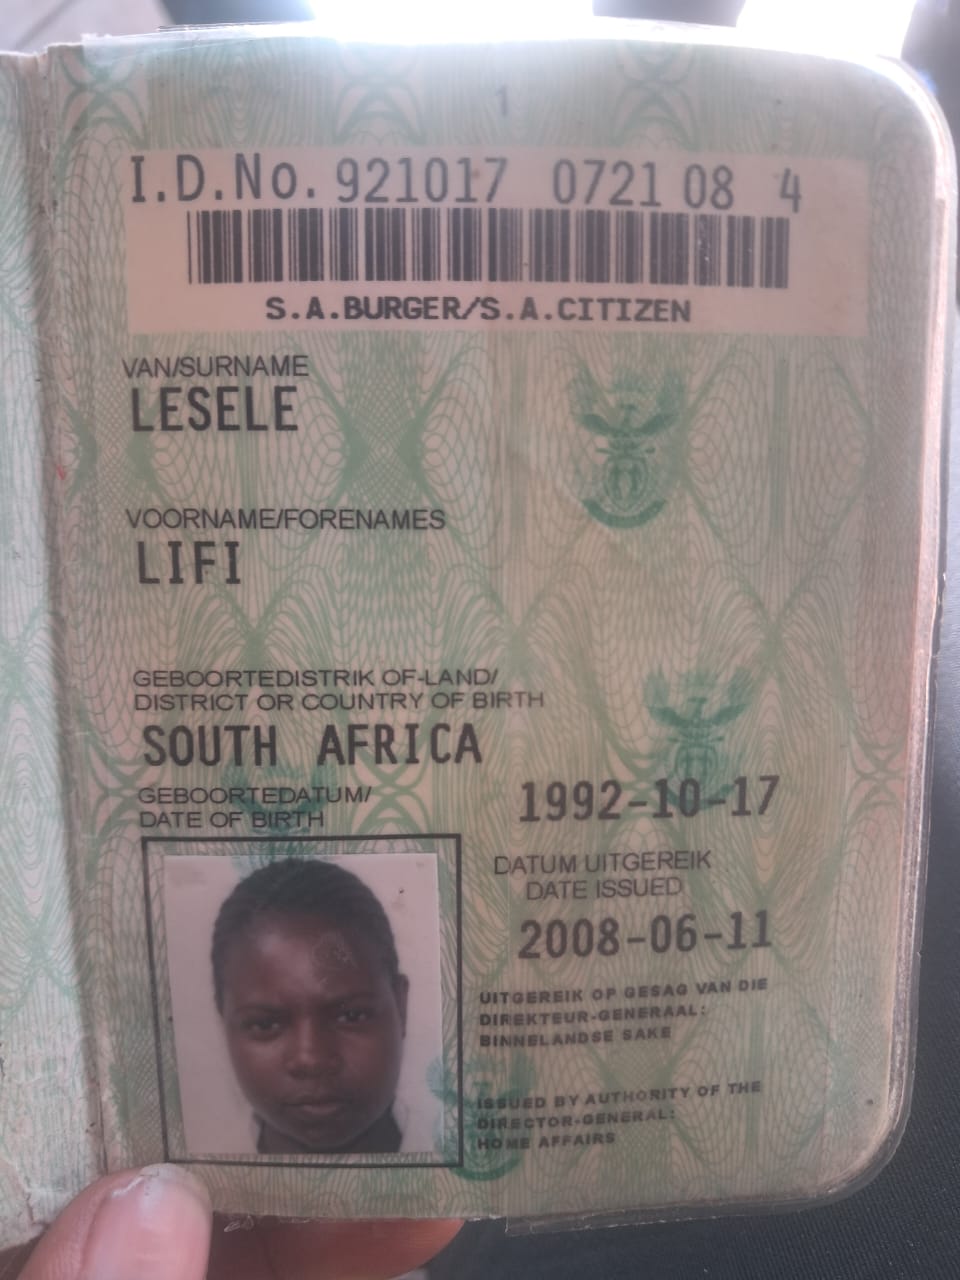 1
I.D.No. 921017 0721 08 4
S.A.BURGER/S.A.CITIZEN
VAN/SURNAME
LESELE
VOORNAME/FORENAMES
LIFI
GEBOORTEDISTRIK OF-LAND/
DISTRICT OR COUNTRY OF BIRTH
SOUTH AFRICA
GEBOORTEDATUM/
DATE OF BIRTH
1992-10-17
DATUM UITGEREIK
DATE ISSUED
2008-06-11
UITGEREIK OP GESAG VAN DIE
DIREKTEUR-GENERAAL:
BINNELANDSE SAKE
ISSUED BY AUTHORITY OF THE
DIRECTOR-GENERAL:
HOME AFFAIRS